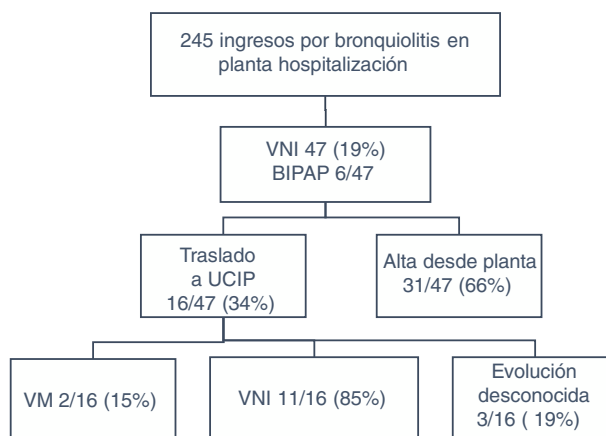 245 ingresos por bronquiolitis en
planta hospitalización
VNI 47 (19%)
BIPAP 6/47
Traslado
a UCIP
16/47 (34%)
Alta desde planta
31/47 (66%)
VM 2/16 (15%)
VNI 11/16 (85%)
Evolución
desconocida
3/16 ( 19%)